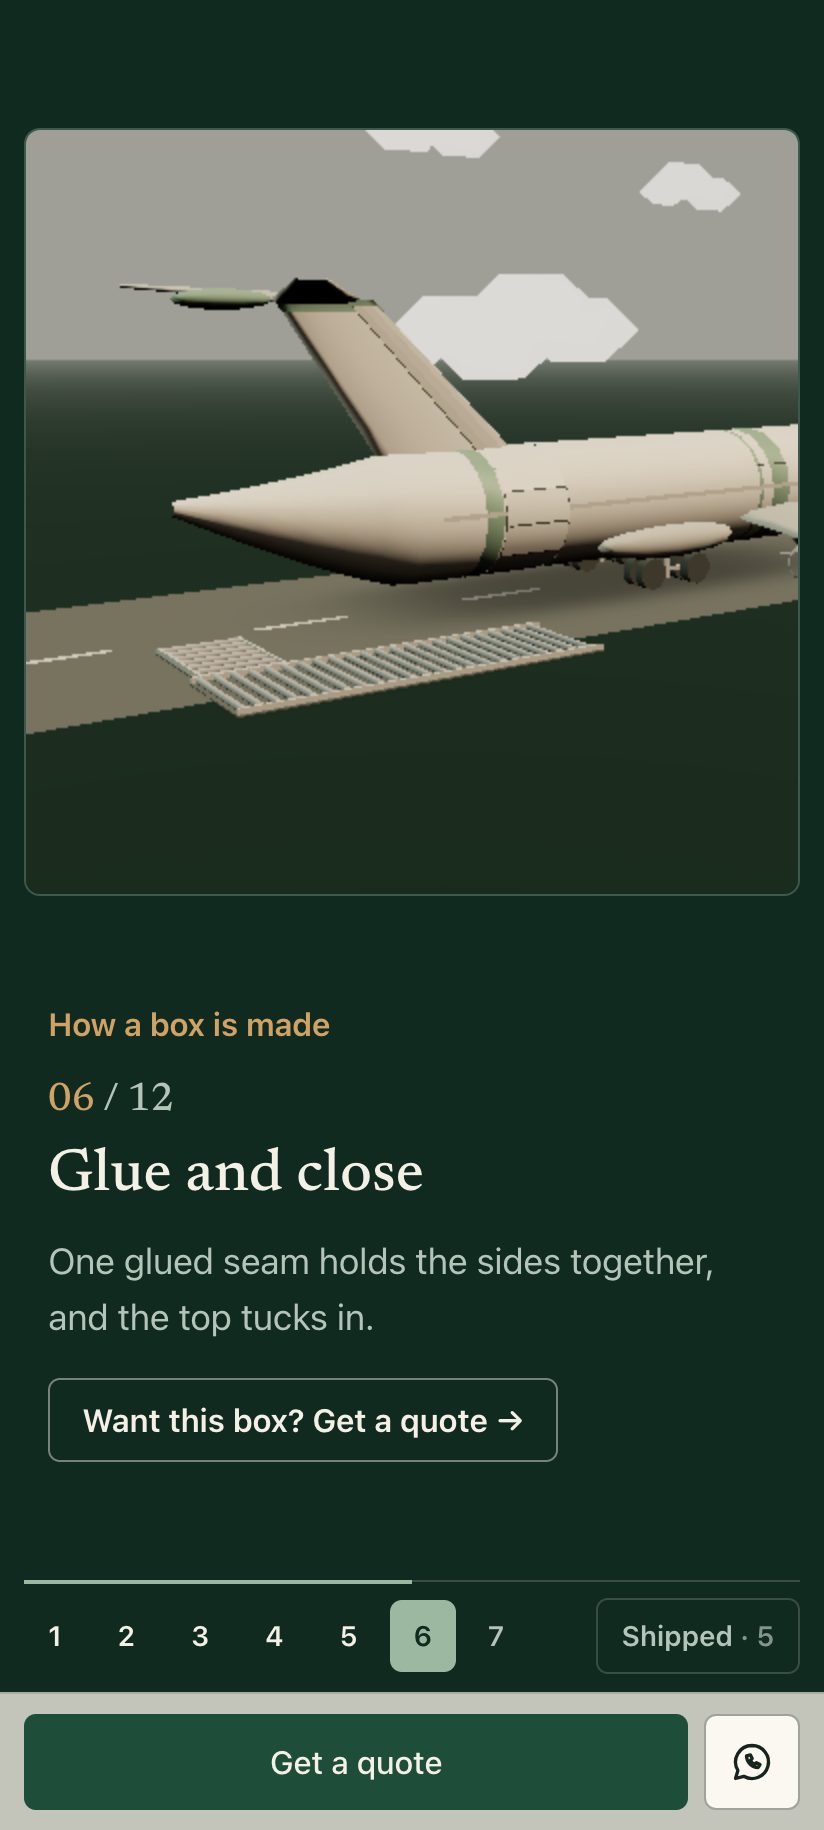 How a box is made
06 / 12
Glue and close
One glued seam holds the sides together,
and the top tucks in.
Want this box? Get a quote →
1 2 3 4 5 6 7 Shipped · 5
Get a quote